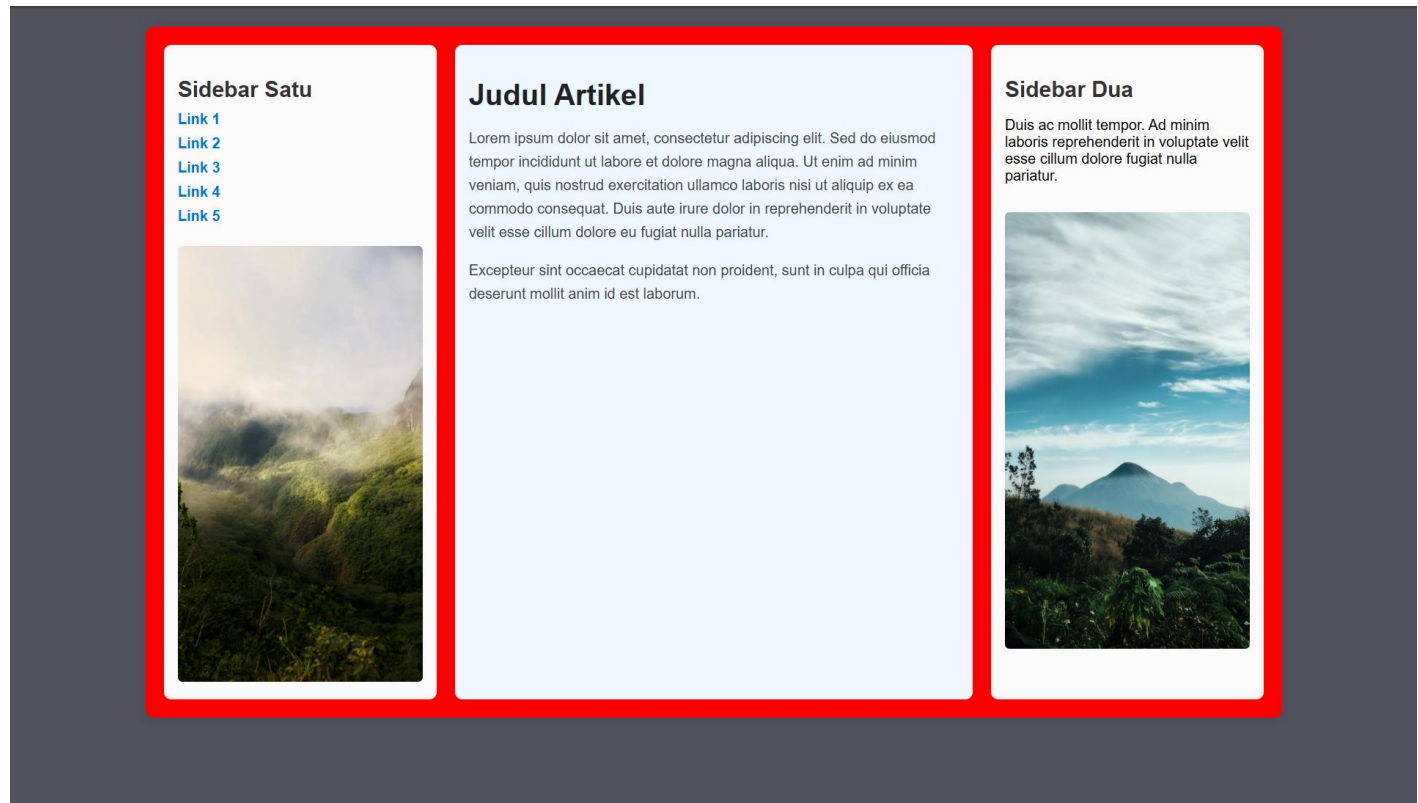 Sidebar Satu
Link 1
Link 2
Link 3
Link 4
Link 5
Judul Artikel
Lorem ipsum dolor sit amet, consectetur adipiscing elit. Sed do eiusmod
tempor incididunt ut labore et dolore magna aliqua. Ut enim ad minim
veniam, quis nostrud exercitation ullamco laboris nisi ut aliquip ex ea
commodo consequat. Duis aute irure dolor in reprehenderit in voluptate
velit esse cillum dolore eu fugiat nulla pariatur.
Excepteur sint occaecat cupidatat non proident, sunt in culpa qui officia
deserunt mollit anim id est laborum.
Sidebar Dua
Duis ac mollit tempor. Ad minim
laboris reprehenderit in voluptate velit
esse cillum dolore fugiat nulla
pariatur.